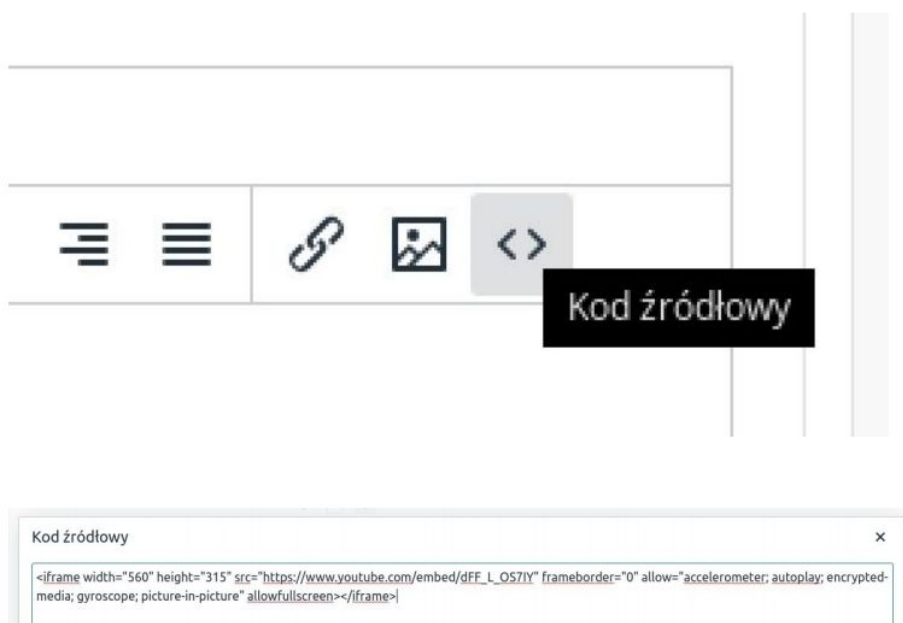 Kod źródłowy
Kod źródłowy ×
<iframe width="560" height="315" src="https://www.youtube.com/embed/dFF_L_OS7IY" frameborder="0" allow="accelerometer; autoplay; encrypted-
media; gyroscope; picture-in-picture" allowfullscreen></iframe>